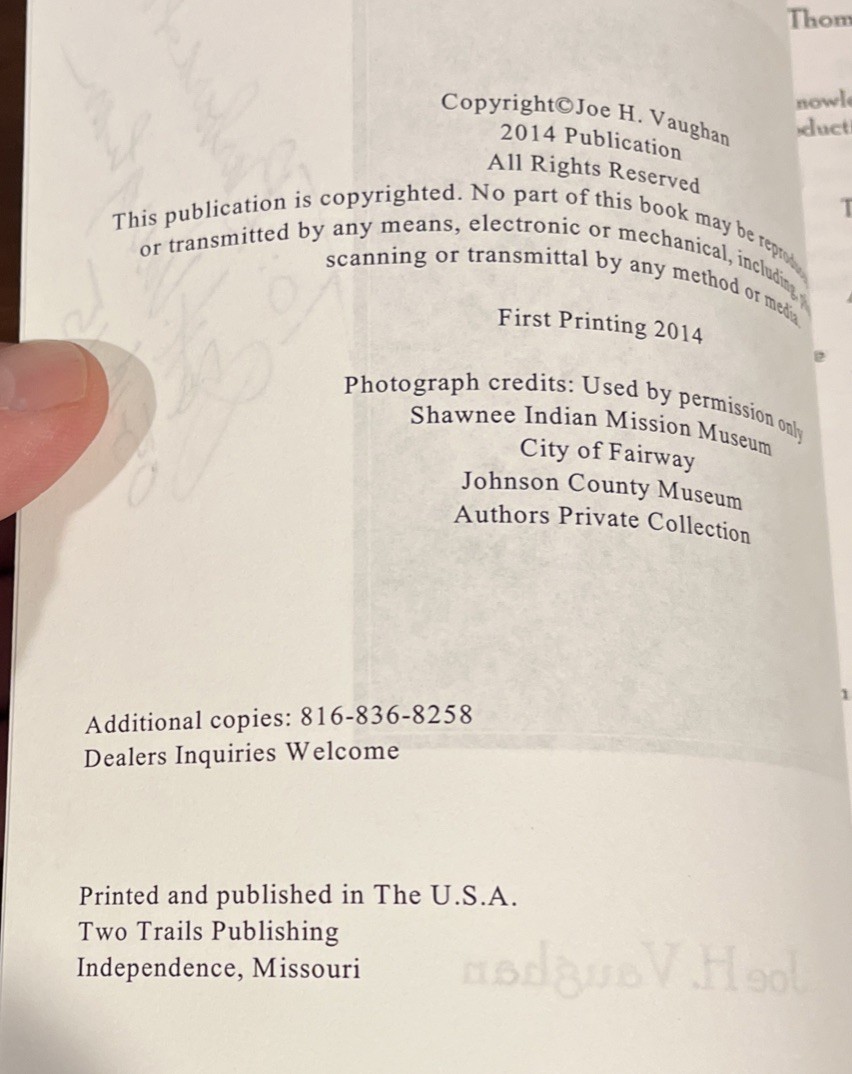 Copyright©Joe H. Vaughan
2014 Publication
All Rights Reserved
This publication is copyrighted. No part of this book may be
or transmitted by any means, electronic or mechanical, including,
scanning or transmittal by any method or media.
First Printing 2014
Photograph credits: Used by permission only
Shawnee Indian Mission Museum
City of Fairway
Johnson County Museum
Authors Private Collection
Additional copies: 816-836-8258
Dealers Inquiries Welcome
Printed and published in The U.S.A.
Two Trails Publishing
Independence, Missouri
Joe H. Vaughan